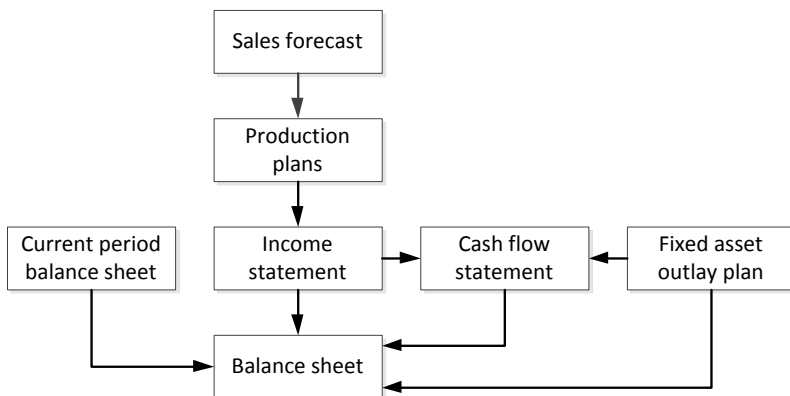 Sales forecast
Production
plans
Current period
balance sheet
Income
statement
Cash flow
statement
Fixed asset
outlay plan
Balance sheet